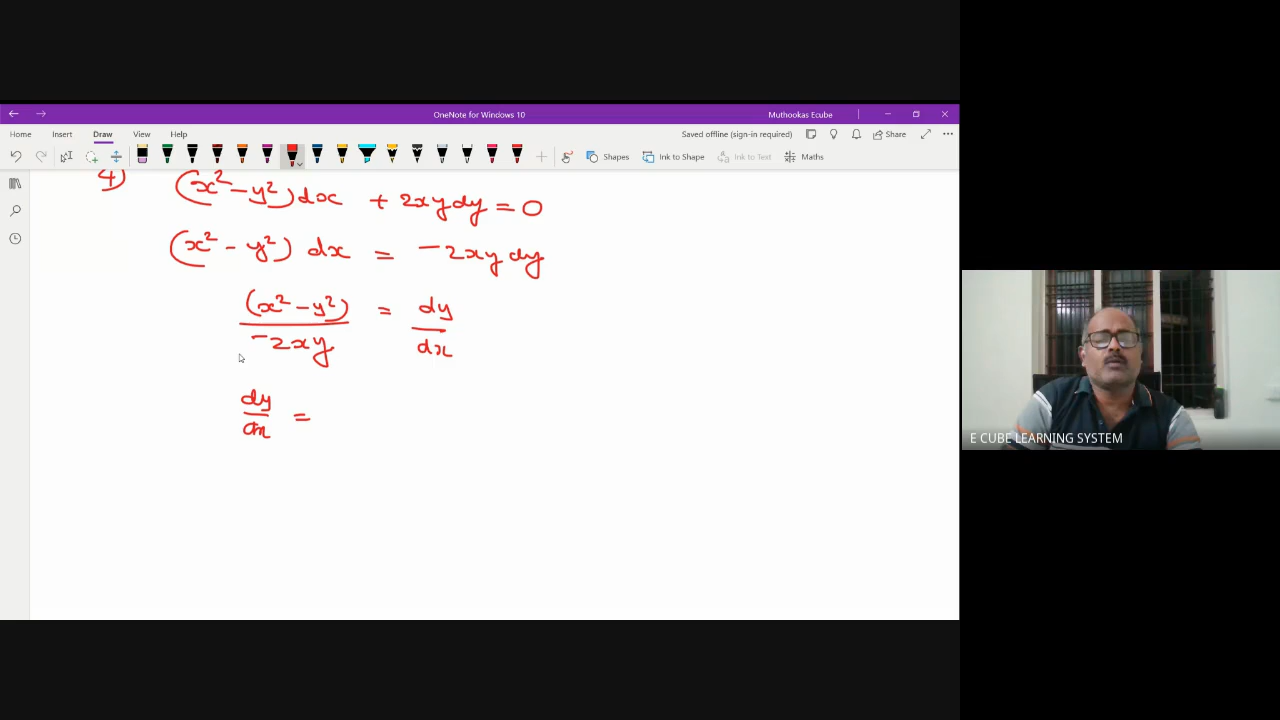 OneNote for Windows 10
Muthookas Ecube
Home Insert Draw View Help
Saved offline (sign-in required) Share
Shapes Ink to Shape Ink to Text Maths
4) (x² - y²) dx + 2xy dy = 0
(x² - y²) dx = -2xy dy
(x² - y²) / -2xy = dy / dx
dy / dx =
E CUBE LEARNING SYSTEM